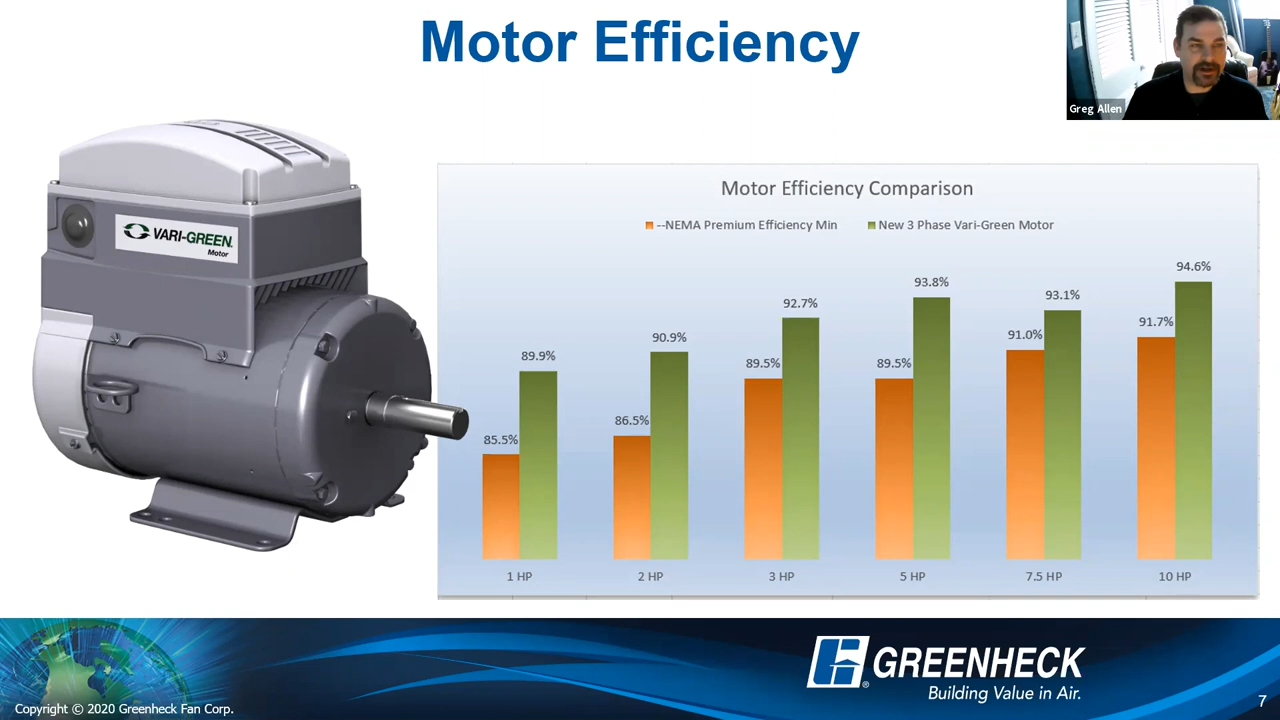 Motor Efficiency
Greg Allen
VARI-GREEN.
Motor
Motor Efficiency Comparison
--NEMA Premium Efficiency Min
New 3 Phase Vari-Green Motor
85.5%
89.9%
86.5%
90.9%
89.5%
92.7%
89.5%
93.8%
91.0%
93.1%
91.7%
94.6%
1 HP
2 HP
3 HP
5 HP
7.5 HP
10 HP
GREENHECK
®
Building Value in Air.
Copyright © 2020 Greenheck Fan Corp.
7